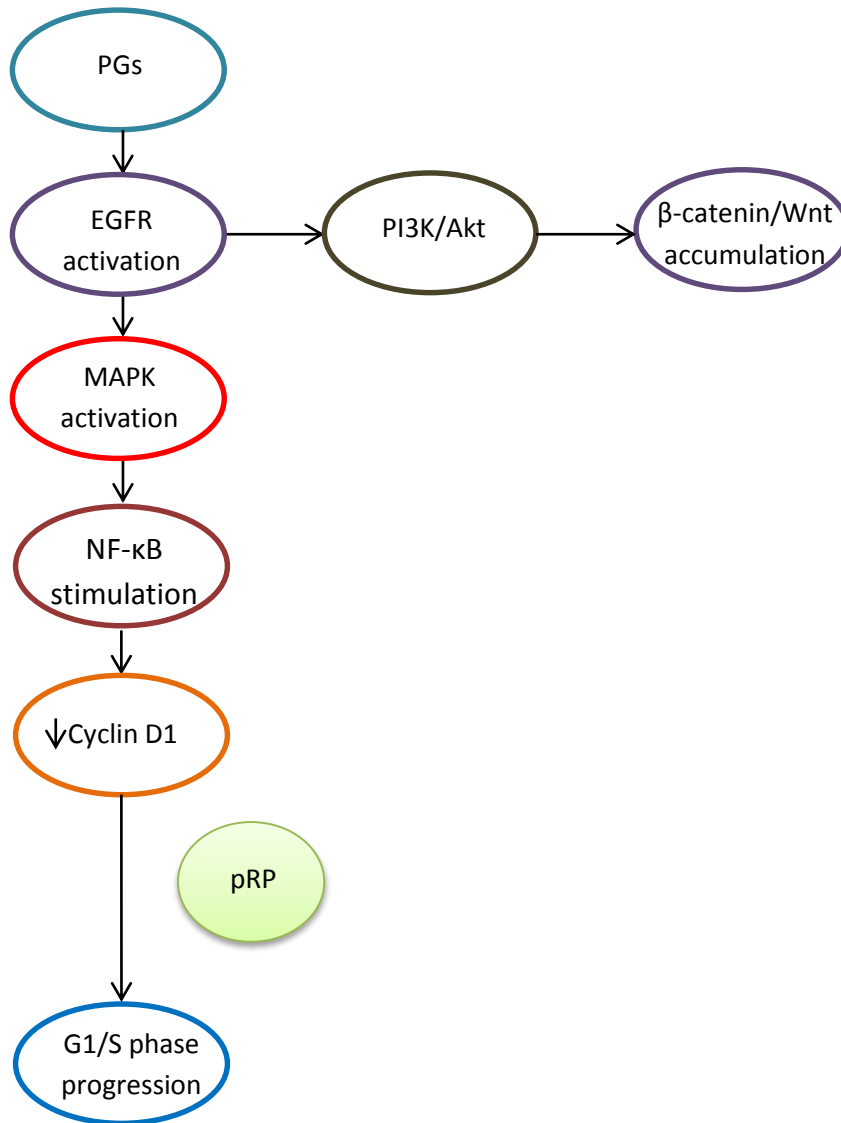 PGs
EGFR
activation
PI3K/Akt
β-catenin/Wnt
accumulation
MAPK
activation
NF-κB
stimulation
↓Cyclin D1
pRP
G1/S phase
progression